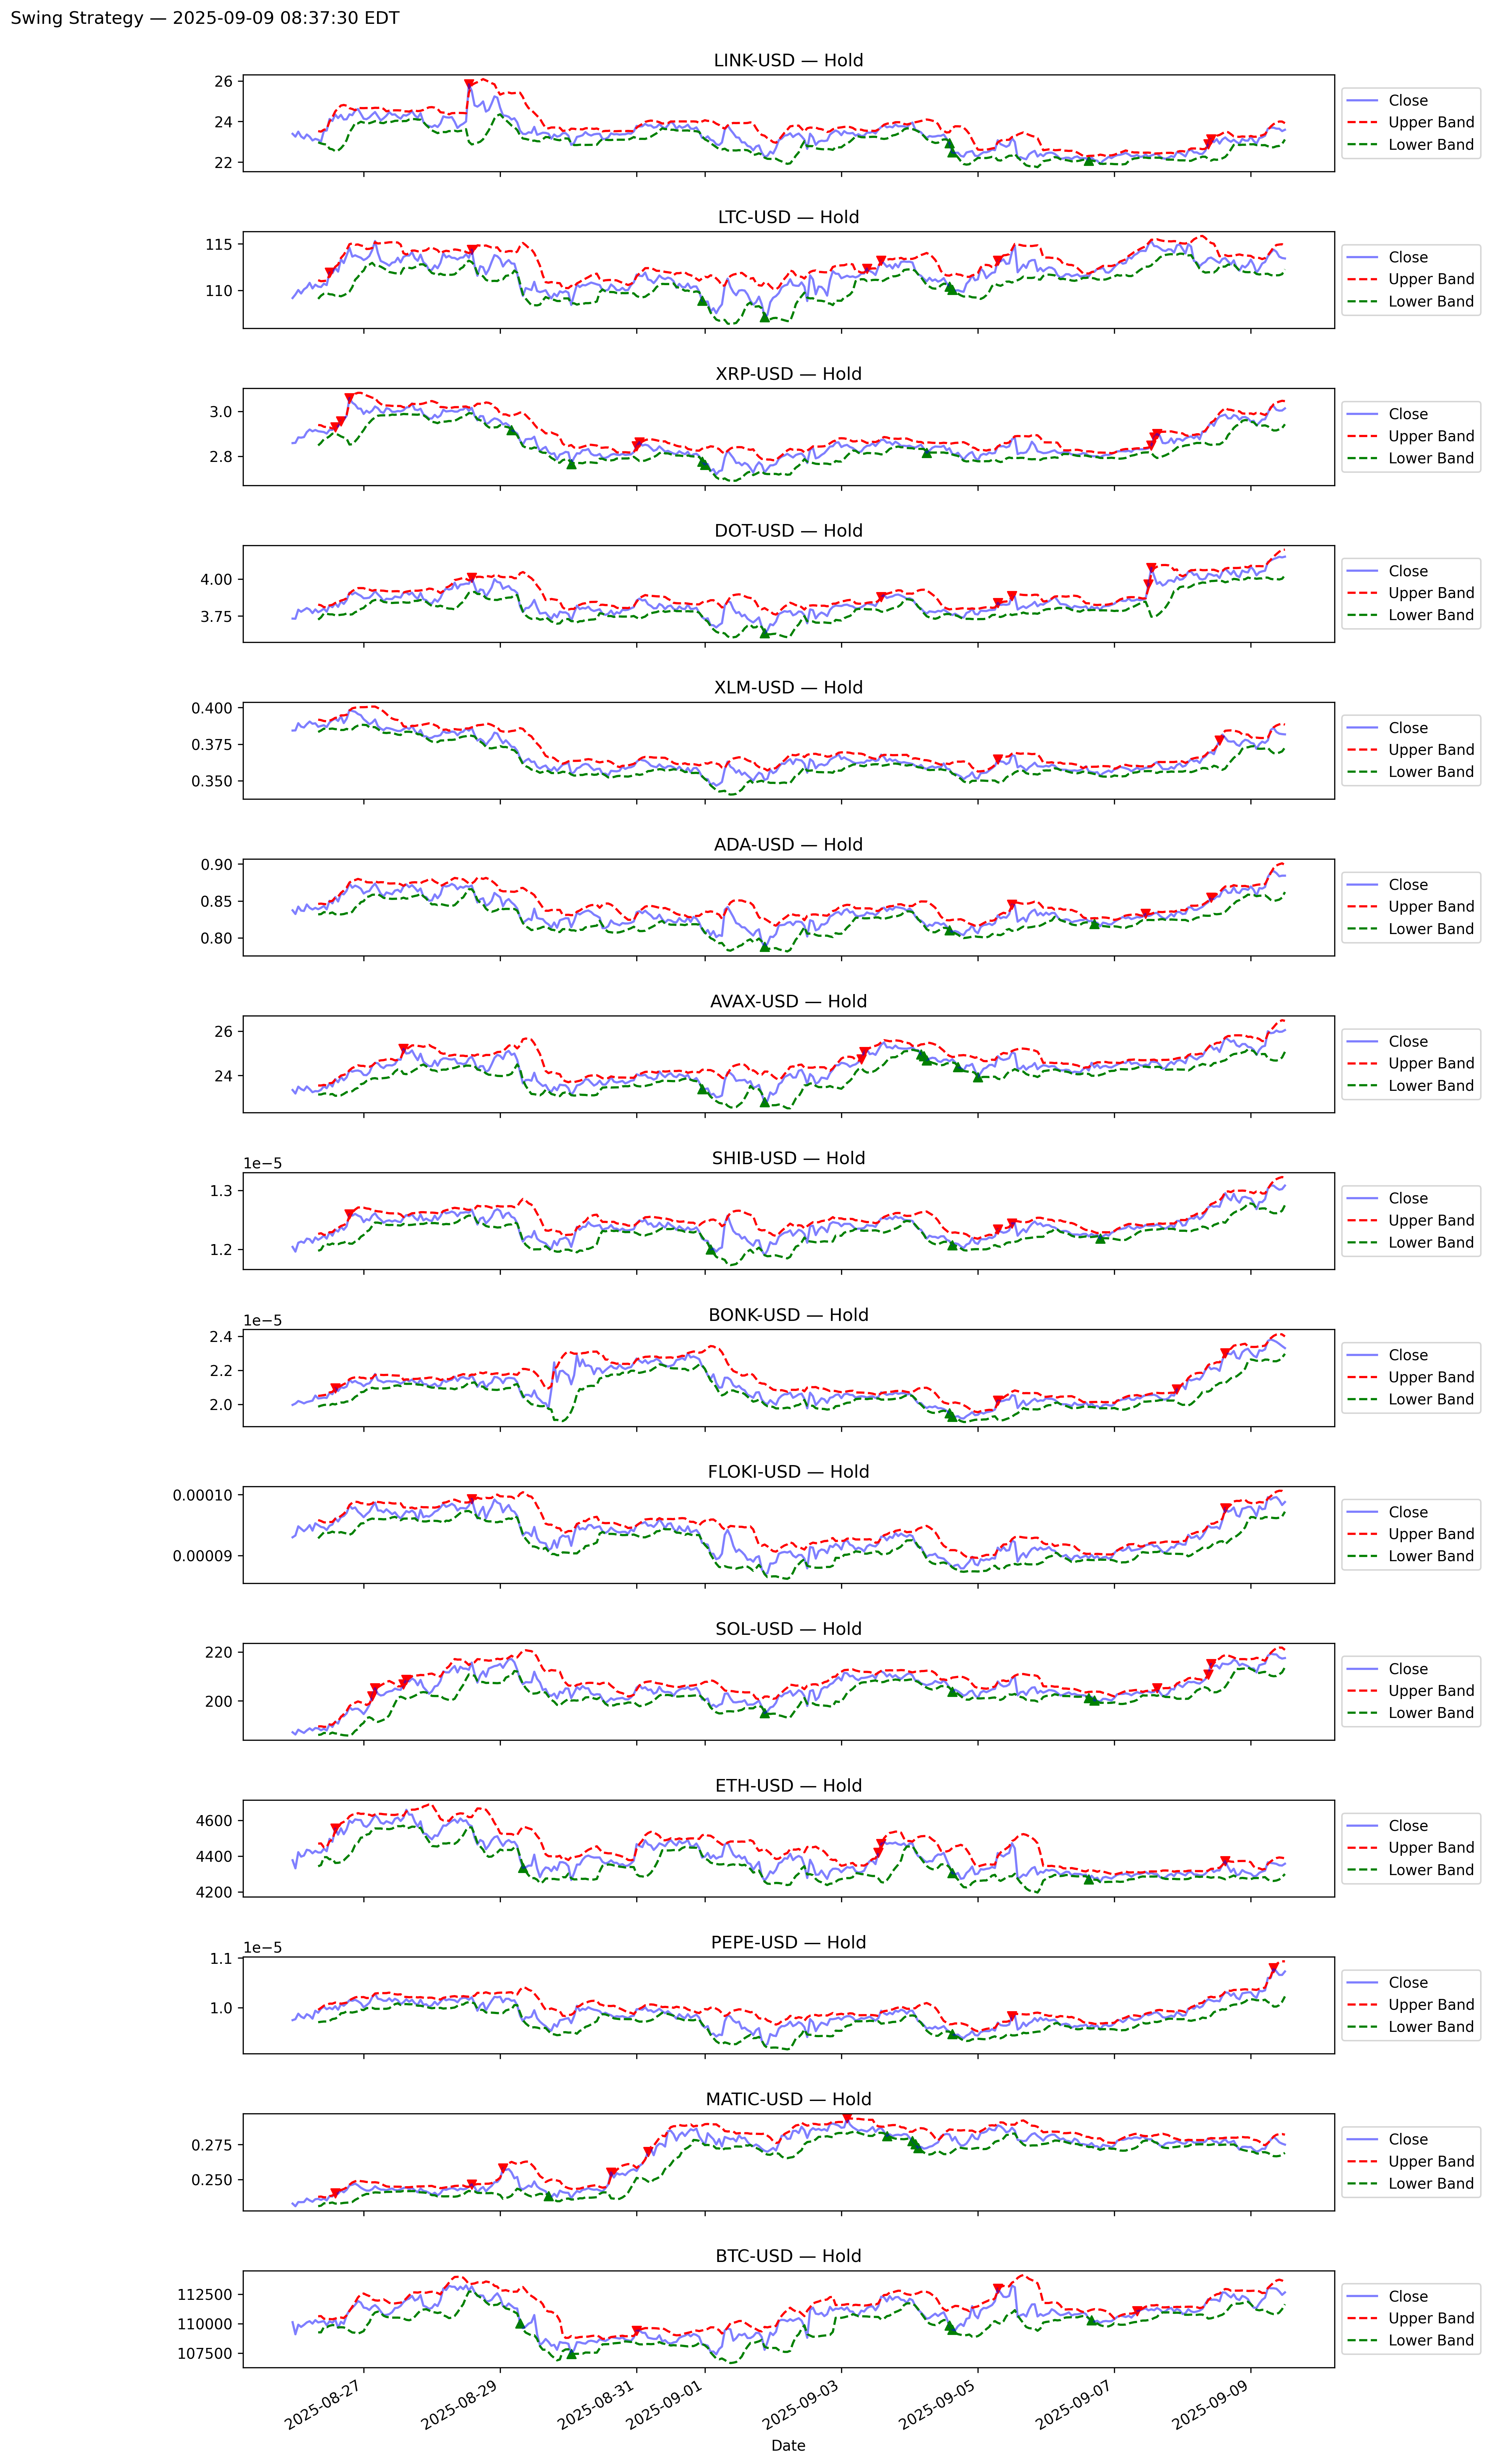 Swing Strategy — 2025-09-09 08:37:30 EDT
LINK-USD — Hold
26
24
22
Close
Upper Band
Lower Band
LTC-USD — Hold
115
110
Close
Upper Band
Lower Band
XRP-USD — Hold
3.0
2.8
Close
Upper Band
Lower Band
DOT-USD — Hold
4.00
3.75
Close
Upper Band
Lower Band
XLM-USD — Hold
0.400
0.375
0.350
Close
Upper Band
Lower Band
ADA-USD — Hold
0.90
0.85
0.80
Close
Upper Band
Lower Band
AVAX-USD — Hold
26
24
Close
Upper Band
Lower Band
SHIB-USD — Hold
1e−5
1.3
1.2
Close
Upper Band
Lower Band
BONK-USD — Hold
1e−5
2.4
2.2
2.0
Close
Upper Band
Lower Band
FLOKI-USD — Hold
0.00010
0.00009
Close
Upper Band
Lower Band
SOL-USD — Hold
220
200
Close
Upper Band
Lower Band
ETH-USD — Hold
4600
4400
4200
Close
Upper Band
Lower Band
PEPE-USD — Hold
1e−5
1.1
1.0
Close
Upper Band
Lower Band
MATIC-USD — Hold
0.275
0.250
Close
Upper Band
Lower Band
BTC-USD — Hold
112500
110000
107500
Close
Upper Band
Lower Band
2025-08-27
2025-08-29
2025-08-31
2025-09-01
2025-09-03
2025-09-05
2025-09-07
2025-09-09
Date